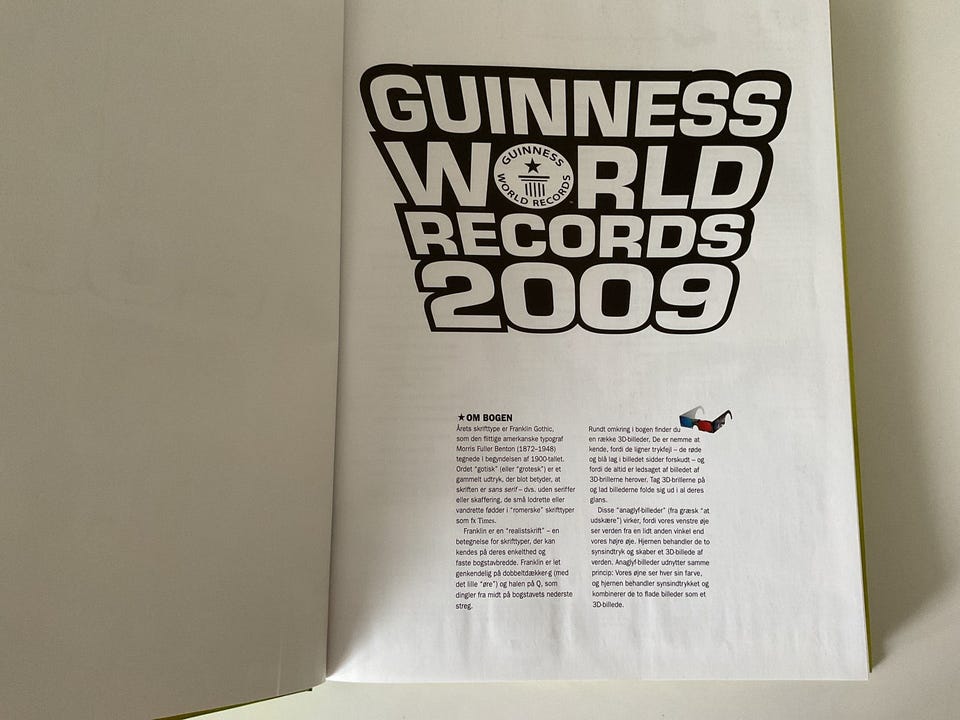 GUINNESS
WORLD
RECORDS
2009
GUINNESS
WORLD RECORDS
★OM BOGEN
Årets skrifttype er Franklin Gothic,
som den flittige amerikanske typograf
Morris Fuller Benton (1872–1948)
tegnede i begyndelsen af 1900-tallet.
Ordet "gotisk" (eller "grotesk") er et
gammelt udtryk, der blot betyder, at
skriften er sans serif – dvs. uden seriffer
eller skaffering, de små lodrette eller
vandrette fødder i "romerske" skrifttyper
som fx Times.
Franklin er en "realistskrift" – en
betegnelse for skrifttyper, der kan
kendes på deres enkelthed og
faste bogstavbredde. Franklin er let
genkendelig på dobbeltdækker-g (med
det lille "øre") og halen på Q, som
dingler fra midt på bogstavets nederste
streg.
Rundt omkring i bogen finder du
en række 3D-billeder. De er nemme at
kende, fordi de ligner trykfejl – de røde
og blå lag i billedet sidder forskudt – og
fordi de altid er ledsaget af billedet af
3D-brillerne herover. Tag 3D-brillerne på
og lad billederne folde sig ud i al deres
glans.
Disse "anaglyf-billeder" (fra græsk "at
udskære") virker, fordi vores venstre øje
ser verden fra en lidt anden vinkel end
vores højre øje. Hjernen behandler de to
synsindtryk og skaber et 3D-billede af
verden. Anaglyf-billeder udnytter samme
princip: Vores øjne ser hver sin farve,
og hjernen behandler synsindtrykket og
kombinerer de to flade billeder som et
3D-billede.